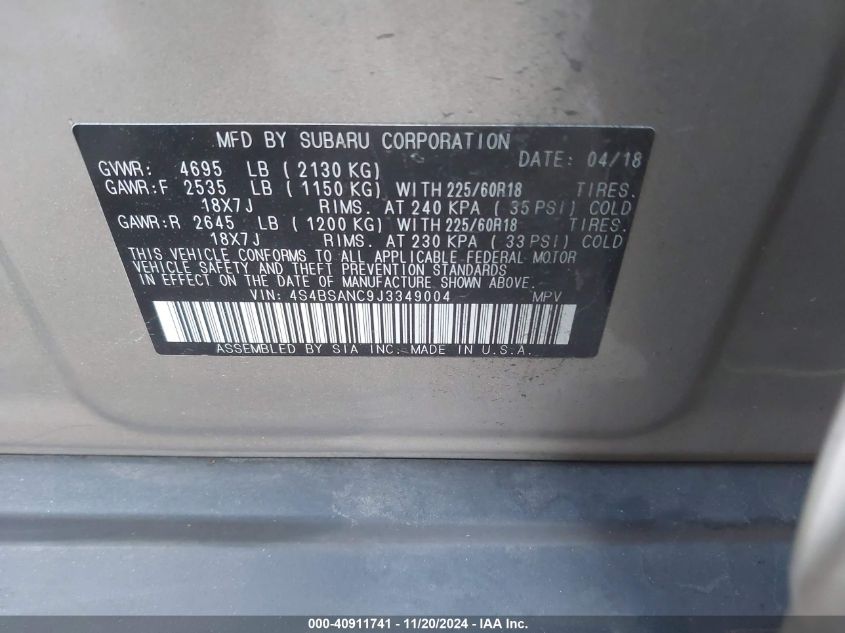 MFD BY SUBARU CORPORATION
GVWR: 4695 LB ( 2130 KG) DATE: 04/18
GAWR:F 2535 LB ( 1150 KG) WITH 225/60R18 TIRES.
18X7J RIMS. AT 240 KPA ( 35 PSI) COLD
GAWR:R 2645 LB ( 1200 KG) WITH 225/60R18 TIRES.
18X7J RIMS. AT 230 KPA ( 33 PSI) COLD
THIS VEHICLE CONFORMS TO ALL APPLICABLE FEDERAL MOTOR
VEHICLE SAFETY AND THEFT PREVENTION STANDARDS
IN EFFECT ON THE DATE OF MANUFACTURE SHOWN ABOVE.
VIN: 4S4BSANC9J3349004 MPV
ASSEMBLED BY SIA INC. MADE IN U.S.A.
000-40911741 - 11/20/2024 - IAA Inc.